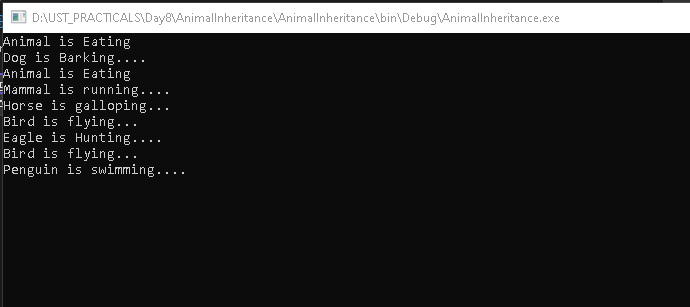 D:\UST_PRACTICALS\Day8\AnimalInheritance\AnimalInheritance\bin\Debug\AnimalInheritance.exe
Animal is Eating
Dog is Barking....
Animal is Eating
Mammal is running....
Horse is galloping...
Bird is flying...
Eagle is Hunting....
Bird is flying...
Penguin is swimming....